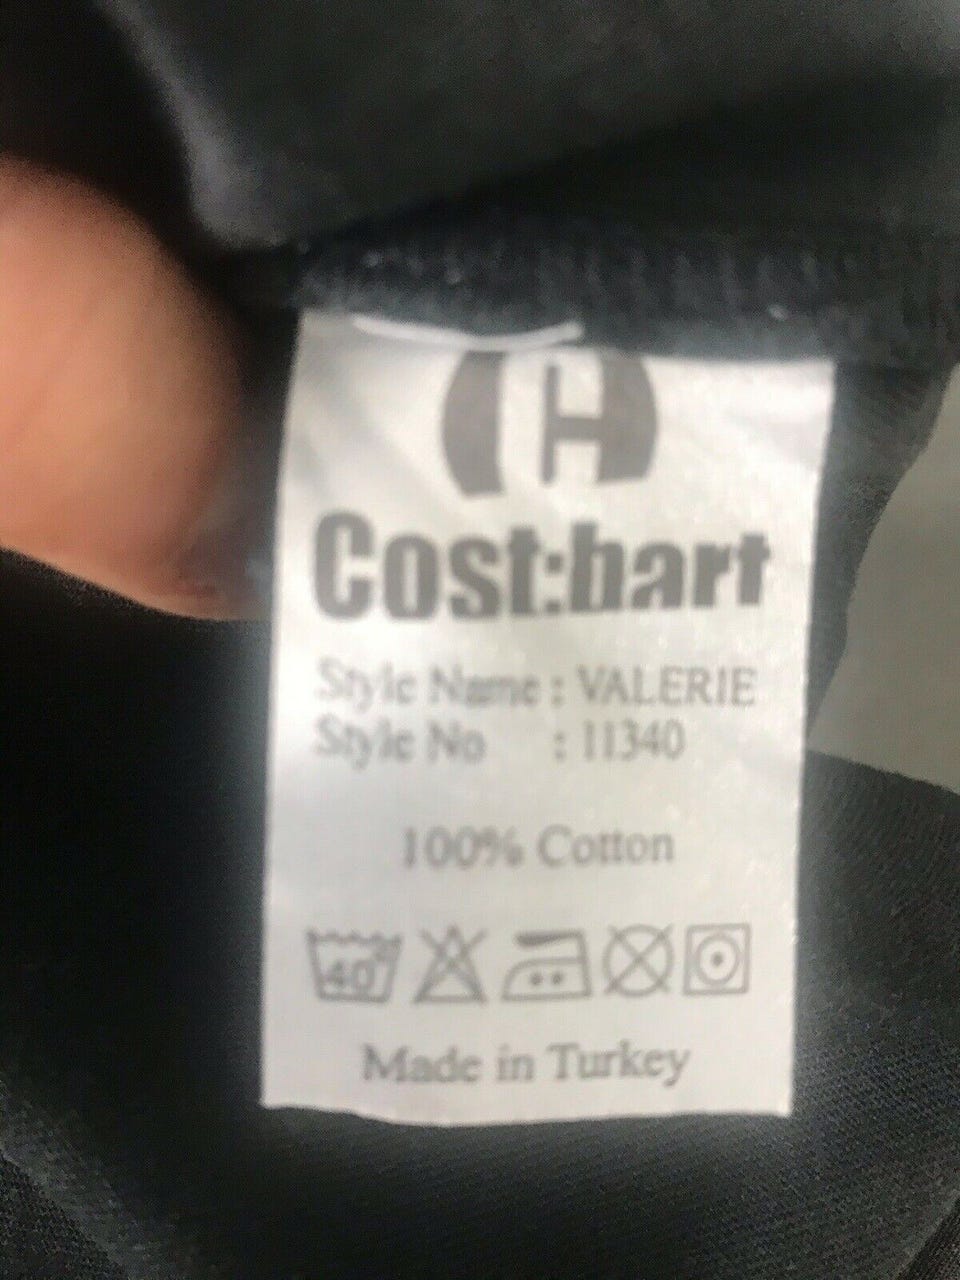 H
Cost:bart
Style Name : VALERIE
Style No : 11340
100% Cotton
40°
Made in Turkey